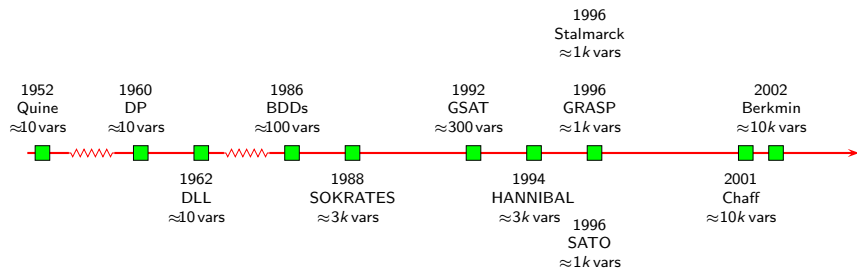 1996
Stalmarck
≈1k vars
1952
Quine
≈10 vars
1960
DP
≈10 vars
1986
BDDs
≈100 vars
1992
GSAT
≈300 vars
1996
GRASP
≈1k vars
2002
Berkmin
≈10k vars
1962
DLL
≈10 vars
1988
SOKRATES
≈3k vars
1994
HANNIBAL
≈3k vars
2001
Chaff
≈10k vars
1996
SATO
≈1k vars